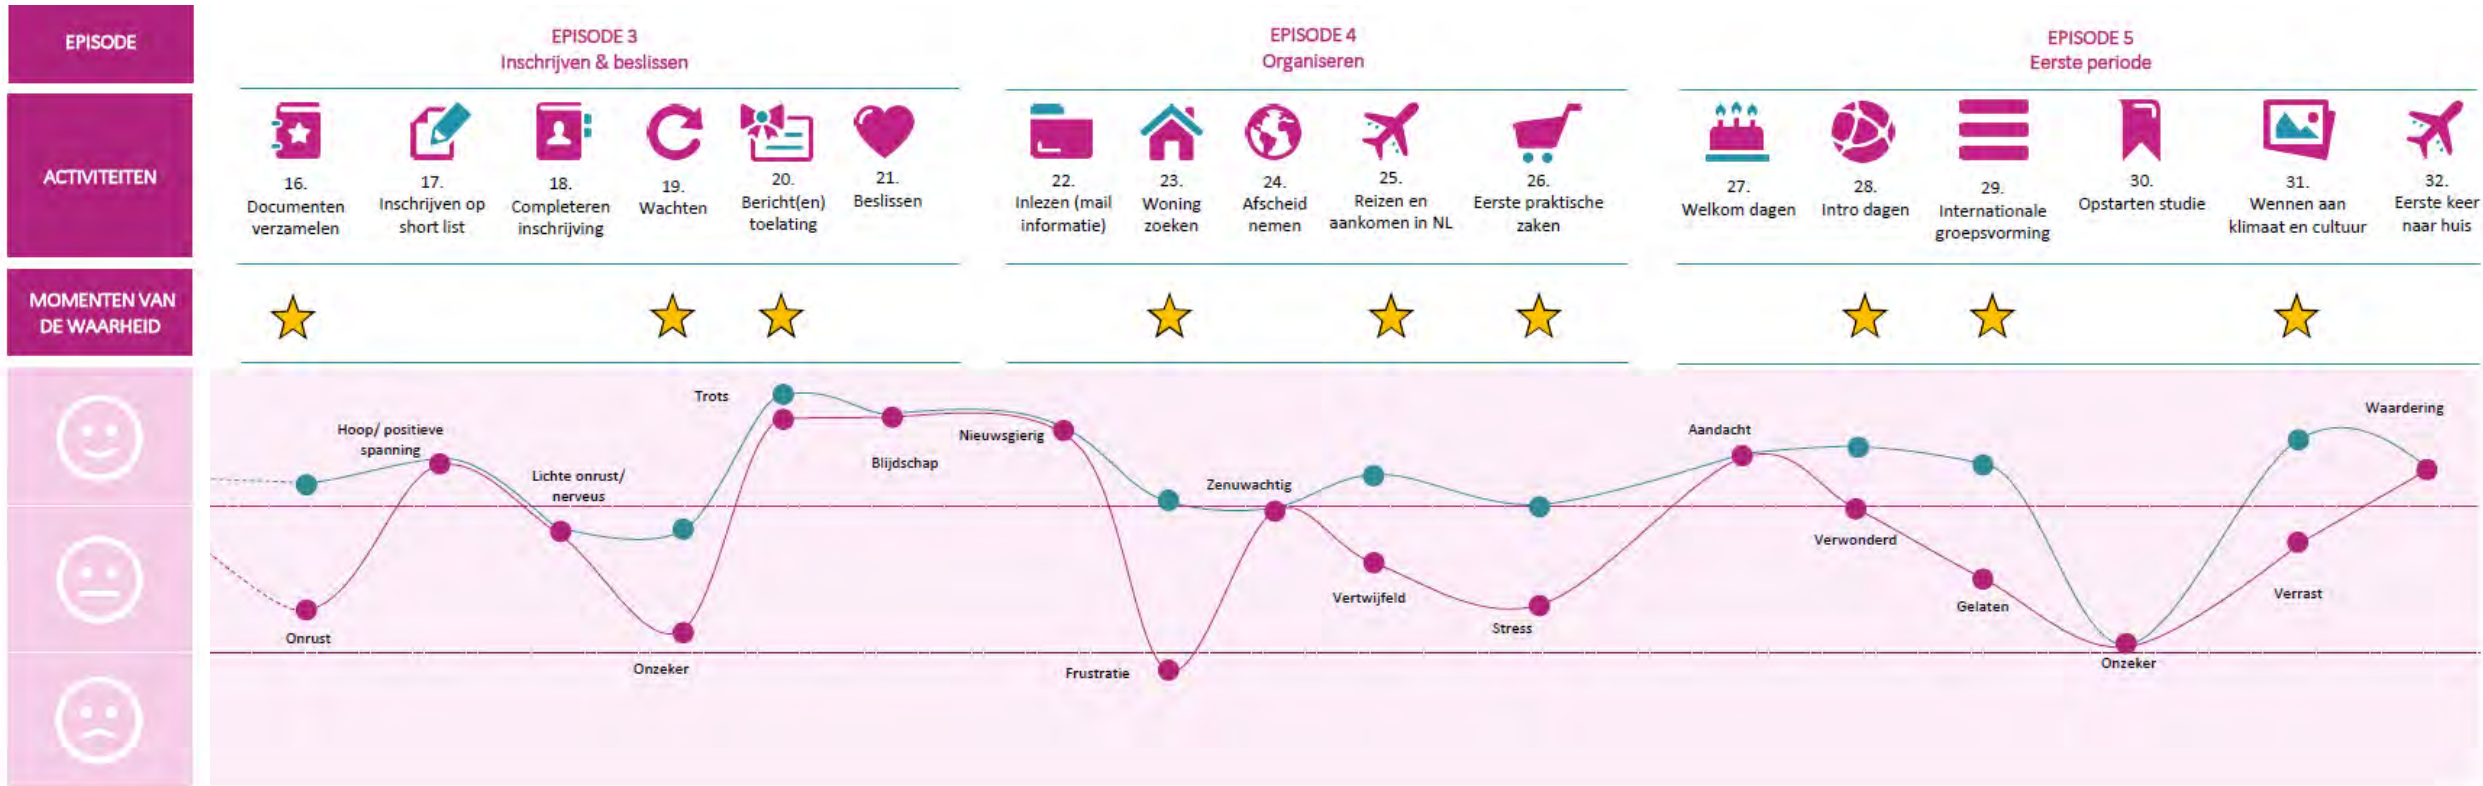 EPISODE
EPISODE 3
Inschrijven & beslissen
EPISODE 4
Organiseren
EPISODE 5
Eerste periode
ACTIVITEITEN
16.
Documenten
verzamelen
17.
Inschrijven op
short list
18.
Completeren
inschrijving
19.
Wachten
20.
Bericht(en)
toelating
21.
Beslissen
22.
Inlezen (mail
informatie)
23.
Woning
zoeken
24.
Afscheid
nemen
25.
Reizen en
aankomen in NL
26.
Eerste praktische
zaken
27.
Welkom dagen
28.
Intro dagen
29.
Internationale
groepsvorming
30.
Opstarten studie
31.
Wennen aan
klimaat en cultuur
32.
Eerste keer
naar huis
MOMENTEN VAN
DE WAARHEID
Onrust
Hoop/ positieve
spanning
Lichte onrust/
nerveus
Onzeker
Trots
Blijdschap
Nieuwsgierig
Frustratie
Zenuwachtig
Vertwijfeld
Stress
Aandacht
Verwonderd
Gelaten
Onzeker
Verrast
Waardering